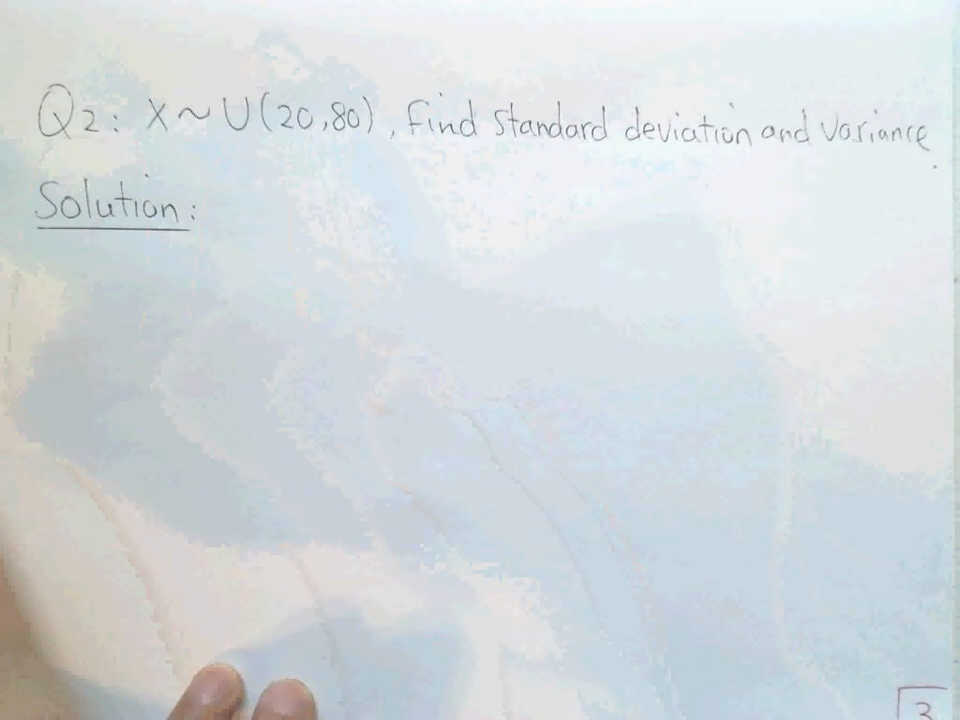 Q2: X~U(20,80), Find Standard deviation and Variance.
Solution:
3